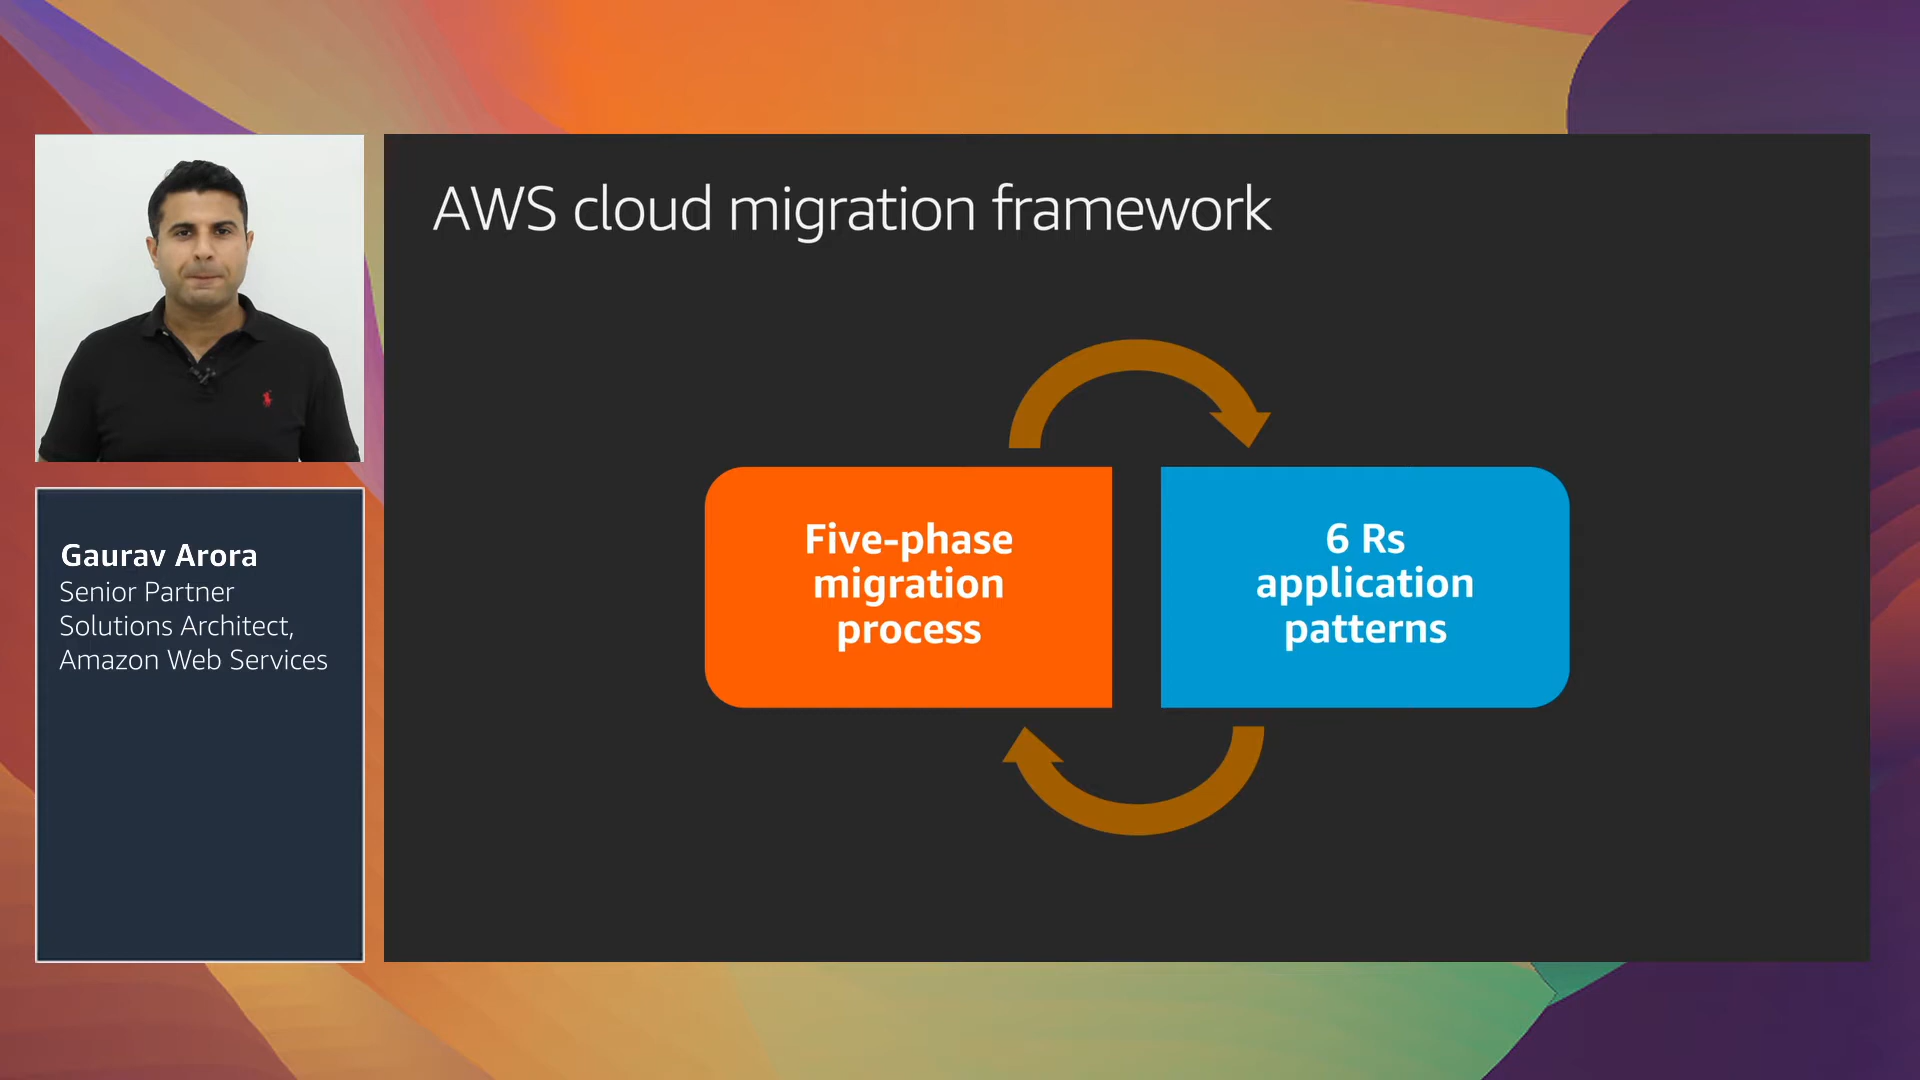 AWS cloud migration framework
Gaurav Arora
Senior Partner
Solutions Architect,
Amazon Web Services
Five-phase
migration
process
6 Rs
application
patterns